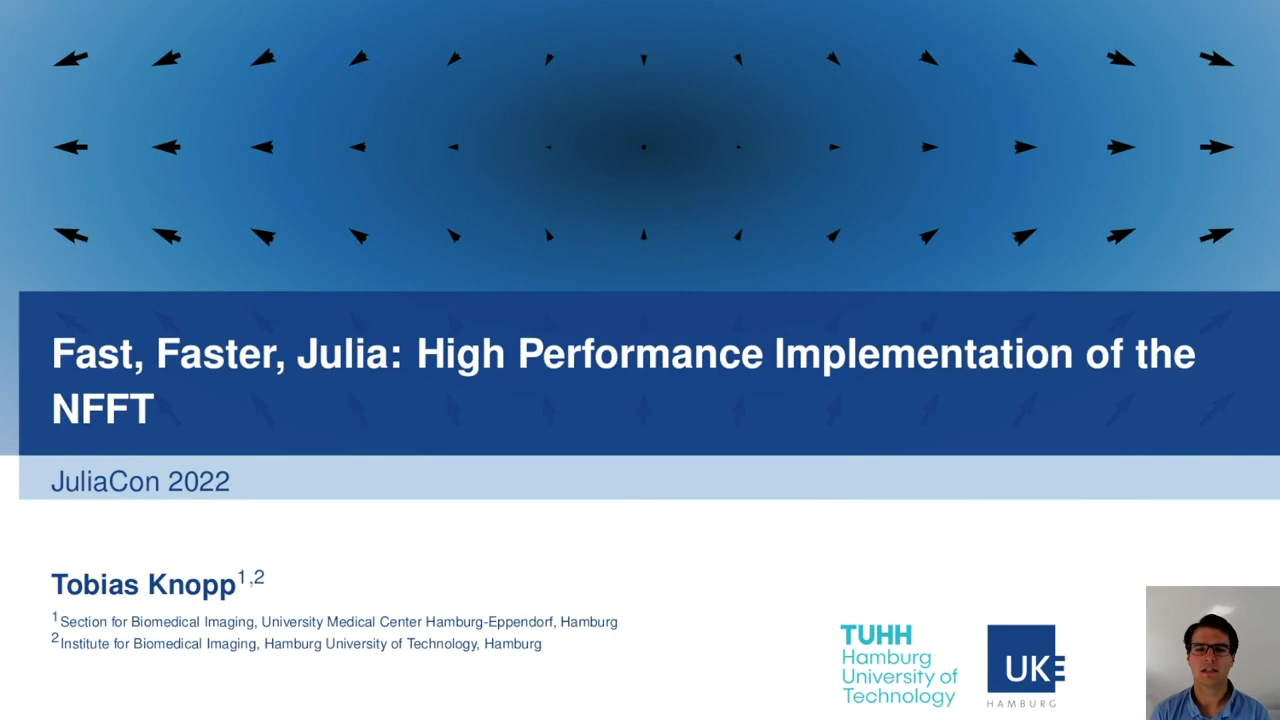 Fast, Faster, Julia: High Performance Implementation of the
NFFT
JuliaCon 2022
Tobias Knopp1,2
1Section for Biomedical Imaging, University Medical Center Hamburg-Eppendorf, Hamburg
2Institute for Biomedical Imaging, Hamburg University of Technology, Hamburg
TUHH
Hamburg
University of
Technology
UKE
HAMBURG